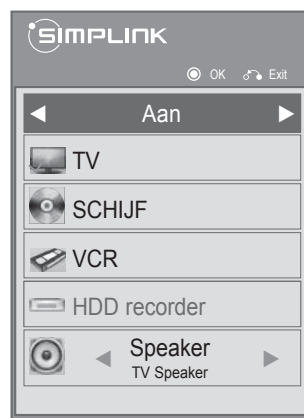 SIMPLINK
OK Exit
Aan
TV
SCHIJF
VCR
HDD recorder
Speaker
TV Speaker